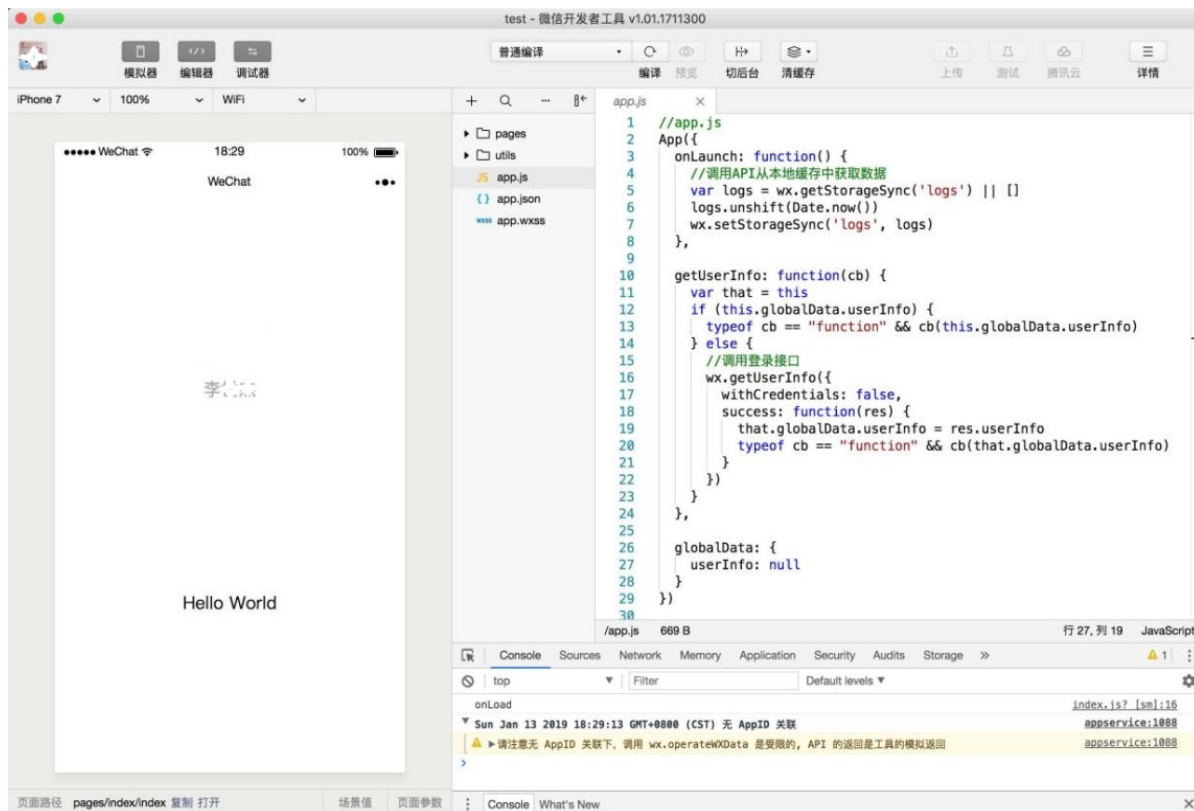 test - 微信开发者工具 v1.01.1711300
模拟器 编辑器 调试器
普通编译
编译 预览 切后台 清缓存
上传 测试 腾讯云 详情
iPhone 7 100% WiFi
WeChat 18:29 100%
WeChat
李
Hello World
页面路径 pages/index/index 复制 打开 场景值 页面参数
pages
utils
JS app.js
{ } app.json
wxss app.wxss
app.js
1 //app.js
2 App({
3 onLaunch: function() {
4 //调用API从本地缓存中获取数据
5 var logs = wx.getStorageSync('logs') || []
6 logs.unshift(Date.now())
7 wx.setStorageSync('logs', logs)
8 },
9
10 getUserInfo: function(cb) {
11 var that = this
12 if (this.globalData.userInfo) {
13 typeof cb == "function" && cb(this.globalData.userInfo)
14 } else {
15 //调用登录接口
16 wx.getUserInfo({
17 withCredentials: false,
18 success: function(res) {
19 that.globalData.userInfo = res.userInfo
20 typeof cb == "function" && cb(that.globalData.userInfo)
21 }
22 })
23 }
24 },
25
26 globalData: {
27 userInfo: null
28 }
29 })
30
/app.js 669 B 行 27, 列 19 JavaScript
Console Sources Network Memory Application Security Audits Storage » 1
top Filter Default levels
onLoad index.js? [sm]:16
Sun Jan 13 2019 18:29:13 GMT+0800 (CST) 无 AppID 关联 appservice:1088
请注意无 AppID 关联下, 调用 wx.operateWXData 是受限的, API 的返回是工具的模拟返回 appservice:1088
Console What's New